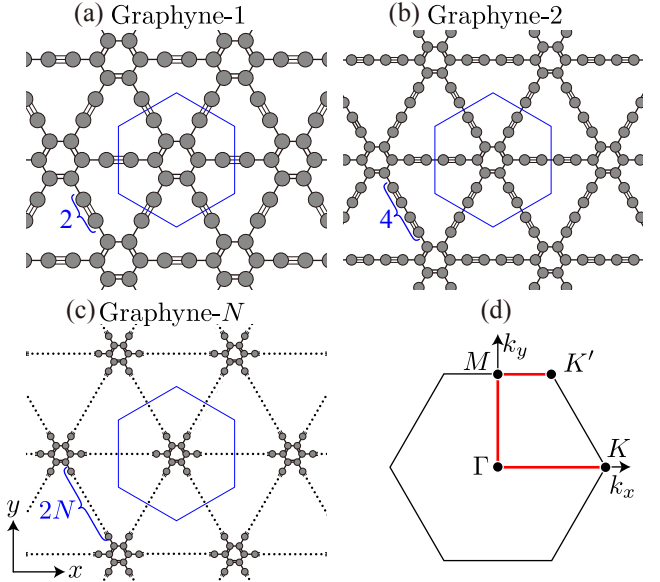 (a) Graphyne-1
(b) Graphyne-2
2
4
(c) Graphyne-N
(d)
2N
y
x
k_y
M
K′
Γ
K
k_x